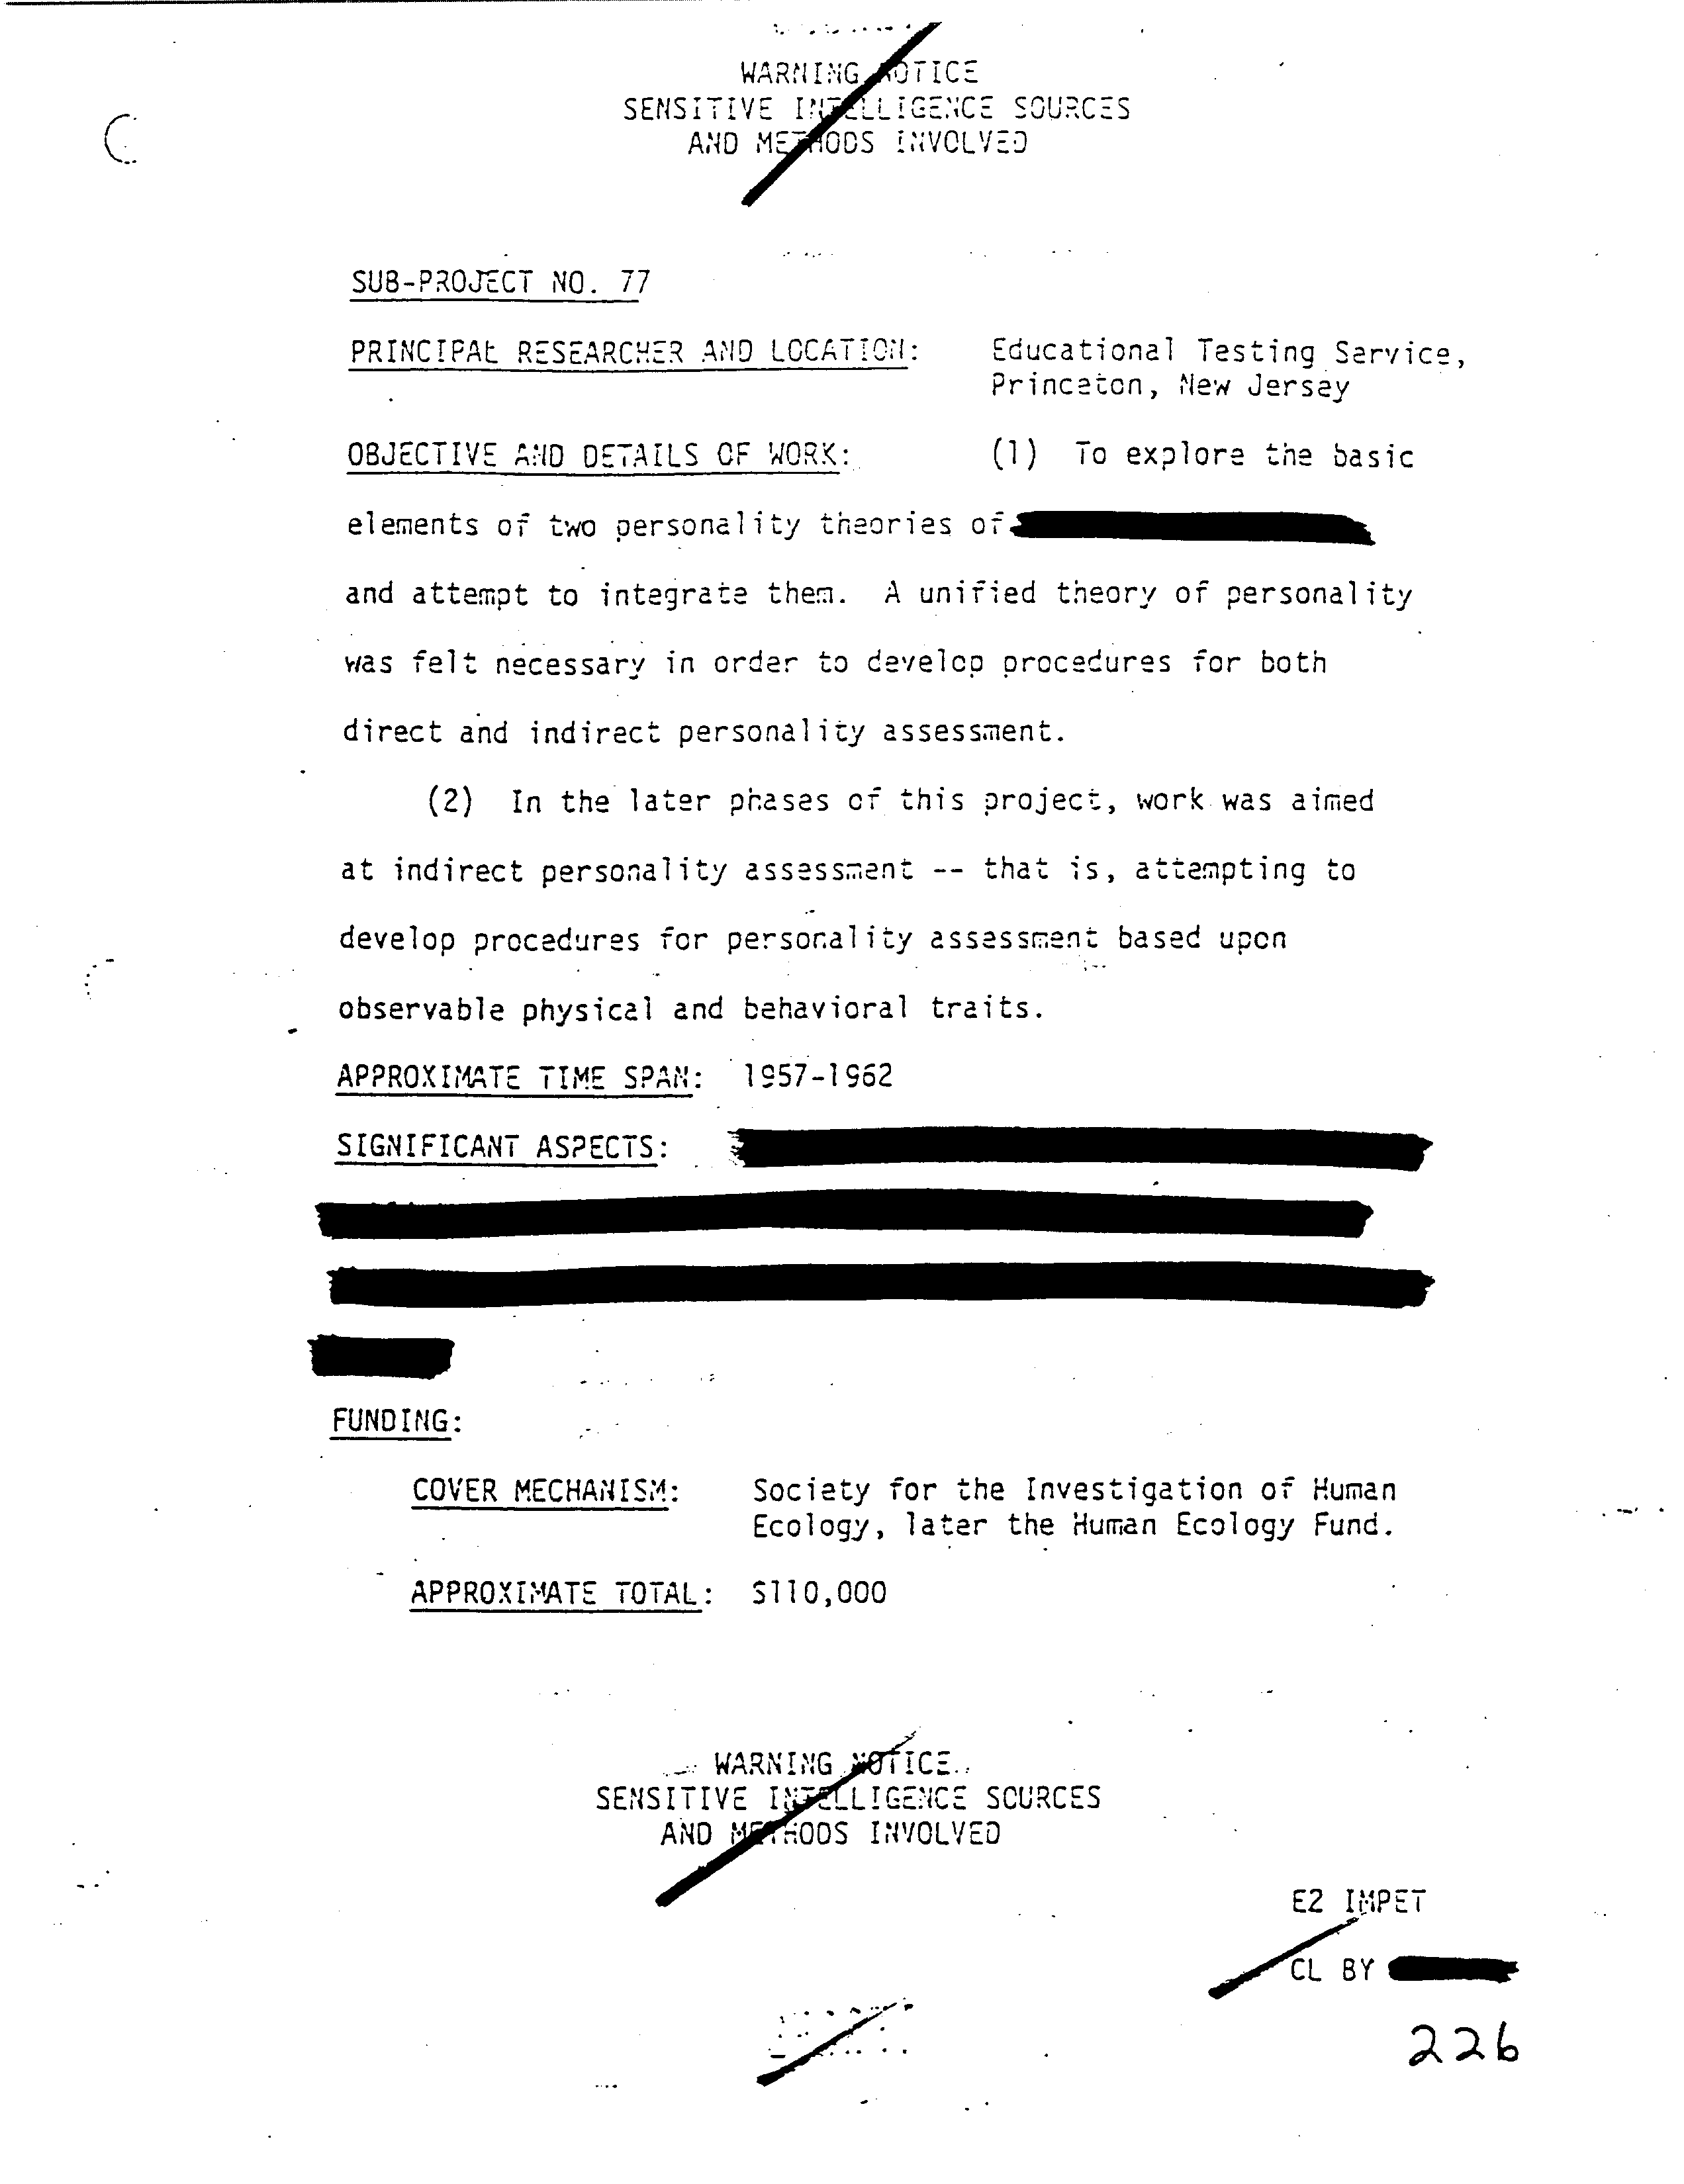 WARNING NOTICE
SENSITIVE INTELLIGENCE SOURCES
AND METHODS INVOLVED
SUB-PROJECT NO. 77
PRINCIPAL RESEARCHER AND LOCATION: Educational Testing Service,
Princeton, New Jersey
OBJECTIVE AND DETAILS OF WORK: (1) To explore the basic
elements of two personality theories of
and attempt to integrate them. A unified theory of personality
was felt necessary in order to develop procedures for both
direct and indirect personality assessment.
(2) In the later phases of this project, work was aimed
at indirect personality assessment -- that is, attempting to
develop procedures for personality assessment based upon
observable physical and behavioral traits.
APPROXIMATE TIME SPAN: 1957-1962
SIGNIFICANT ASPECTS:
FUNDING:
COVER MECHANISM: Society for the Investigation of Human
Ecology, later the Human Ecology Fund.
APPROXIMATE TOTAL: $110,000
WARNING NOTICE
SENSITIVE INTELLIGENCE SOURCES
AND METHODS INVOLVED
E2 IMPET
CL BY
226